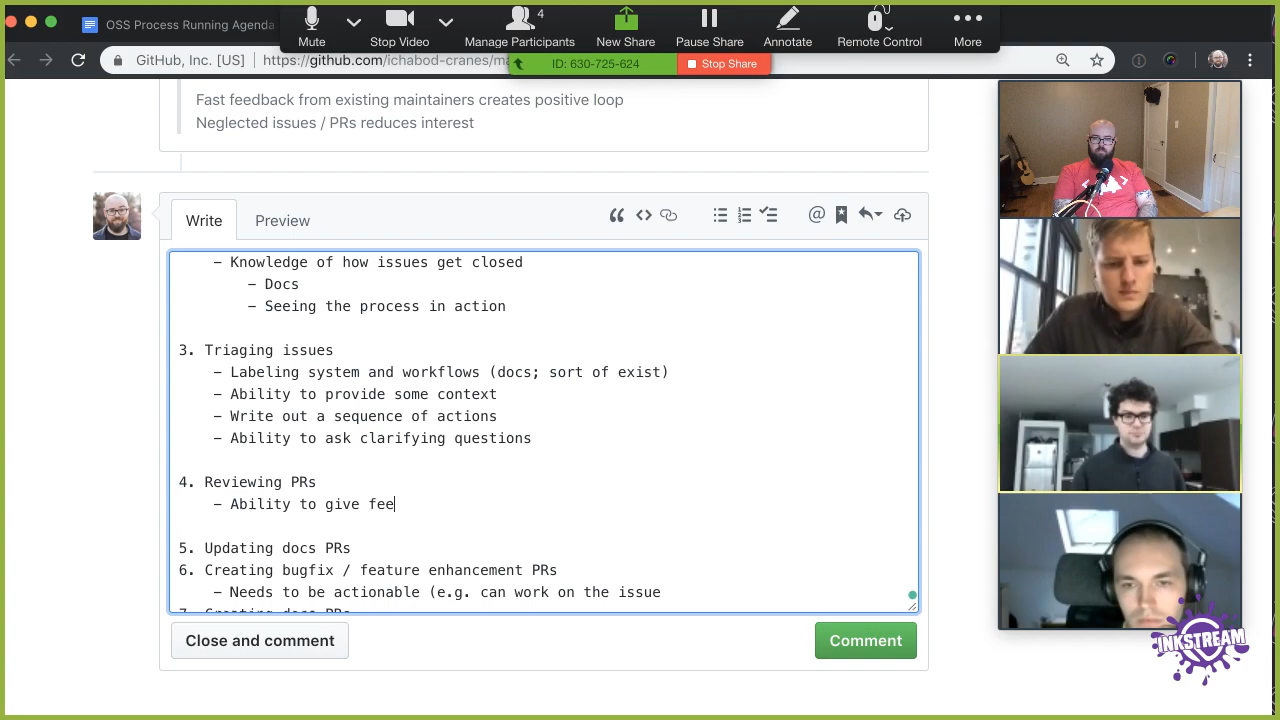 OSS Process Running Agenda
4
Mute
Stop Video
Manage Participants
New Share
Pause Share
Annotate
Remote Control
More
GitHub, Inc. [US]
https://github.com/ichabod-cranes/
ID: 630-725-624
Stop Share
Fast feedback from existing maintainers creates positive loop
Neglected issues / PRs reduces interest
Write
Preview
– Knowledge of how issues get closed
– Docs
– Seeing the process in action
3. Triaging issues
– Labeling system and workflows (docs; sort of exist)
– Ability to provide some context
– Write out a sequence of actions
– Ability to ask clarifying questions
4. Reviewing PRs
– Ability to give fee
5. Updating docs PRs
6. Creating bugfix / feature enhancement PRs
– Needs to be actionable (e.g. can work on the issue
7. Creating docs PRs
Close and comment
Comment
INKSTREAM